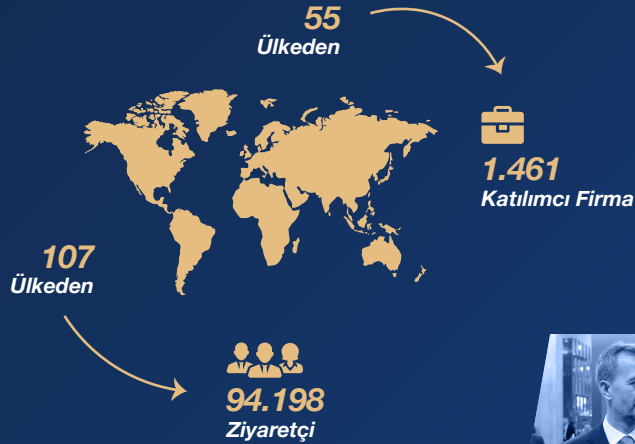 55
Ülkeden
1.461
Katılımcı Firma
107
Ülkeden
94.198
Ziyaretçi